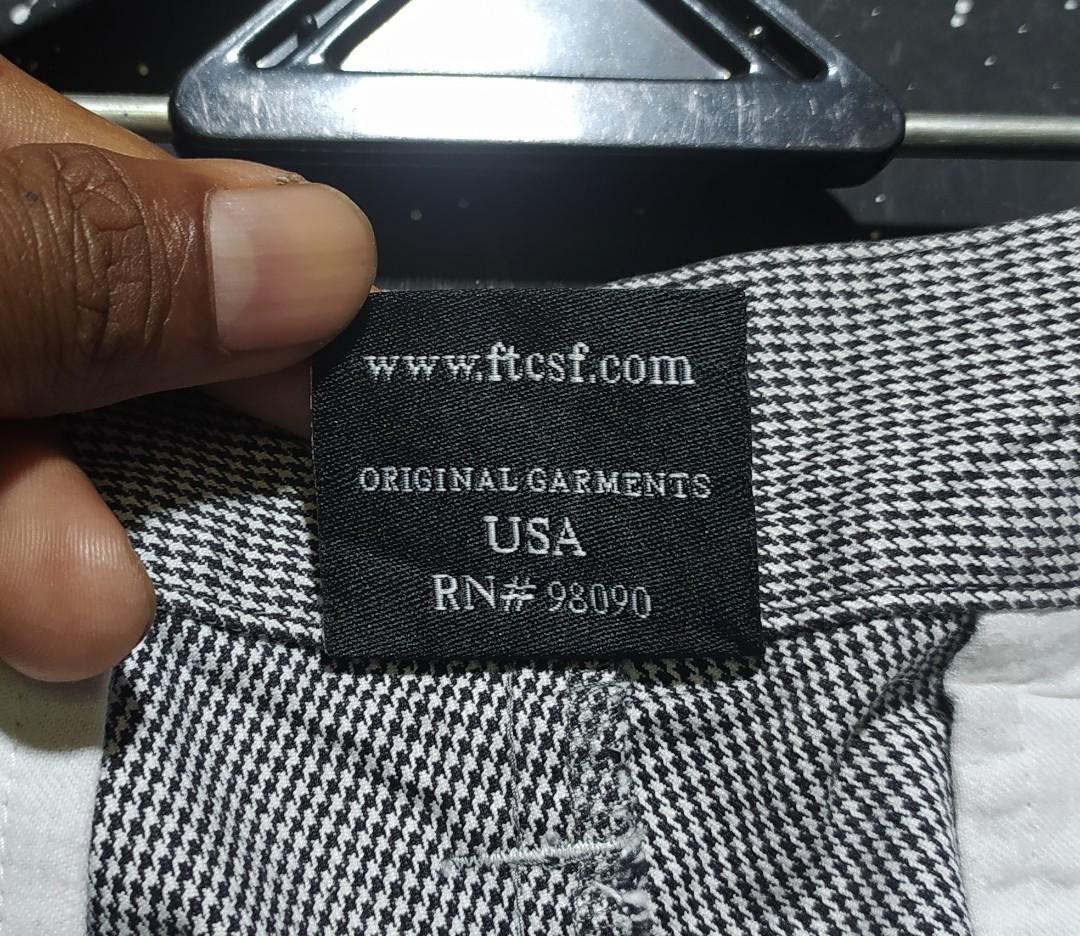 www.ftcsf.com
ORIGINAL GARMENTS
USA
RN# 98090